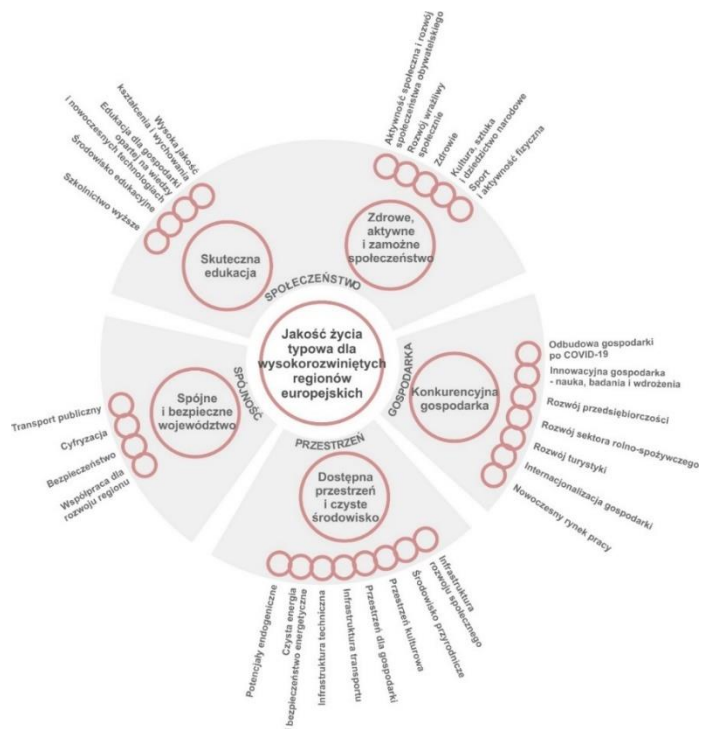 Jakość życia
typowa dla
wysokorozwiniętych
regionów
europejskich
SPOŁECZEŃSTWO
Skuteczna
edukacja
Wysoka jakość
kształcenia i wychowania
Edukacja dla gospodarki
opartej na wiedzy
i nowoczesnych technologiach
Środowisko edukacyjne
Szkolnictwo wyższe
Zdrowe,
aktywne
i zamożne
społeczeństwo
Aktywność społeczna i rozwój
społeczeństwa obywatelskiego
Rozwój wrażliwy
społecznie
Zdrowie
Kultura, sztuka
i dziedzictwo narodowe
Sport
i aktywność fizyczna
GOSPODARKA
Konkurencyjna
gospodarka
Odbudowa gospodarki
po COVID-19
Innowacyjna gospodarka
- nauka, badania i wdrożenia
Rozwój przedsiębiorczości
Rozwój sektora rolno-spożywczego
Rozwój turystyki
Internacjonalizacja gospodarki
Nowoczesny rynek pracy
PRZESTRZEŃ
Dostępna
przestrzeń
i czyste
środowisko
Infrastruktura
rozwoju społecznego
Środowisko przyrodnicze
Przestrzeń kulturowa
Przestrzeń dla gospodarki
Infrastruktura transportu
Infrastruktura techniczna
Czysta energia
i bezpieczeństwo energetyczne
Potencjały endogeniczne
SPÓJNOŚĆ
Spójne
i bezpieczne
województwo
Transport publiczny
Cyfryzacja
Bezpieczeństwo
Współpraca dla
rozwoju regionu